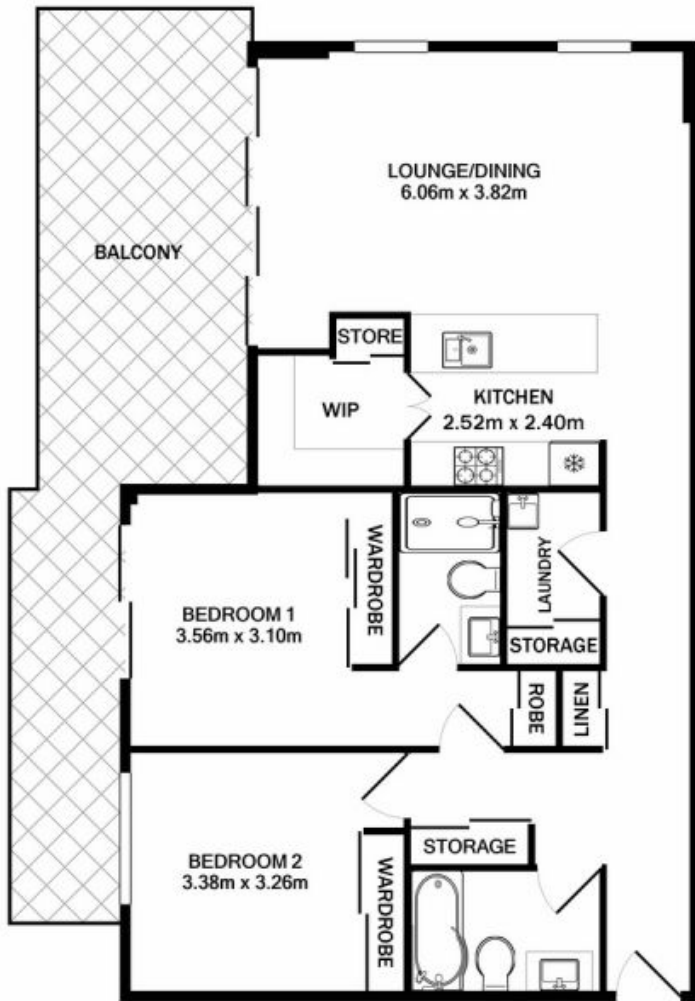 LOUNGE/DINING
6.06m x 3.82m
BALCONY
STORE
WIP
KITCHEN
2.52m x 2.40m
WARDROBE
LAUNDRY
BEDROOM 1
3.56m x 3.10m
STORAGE
ROBE
LINEN
STORAGE
BEDROOM 2
3.38m x 3.26m
WARDROBE